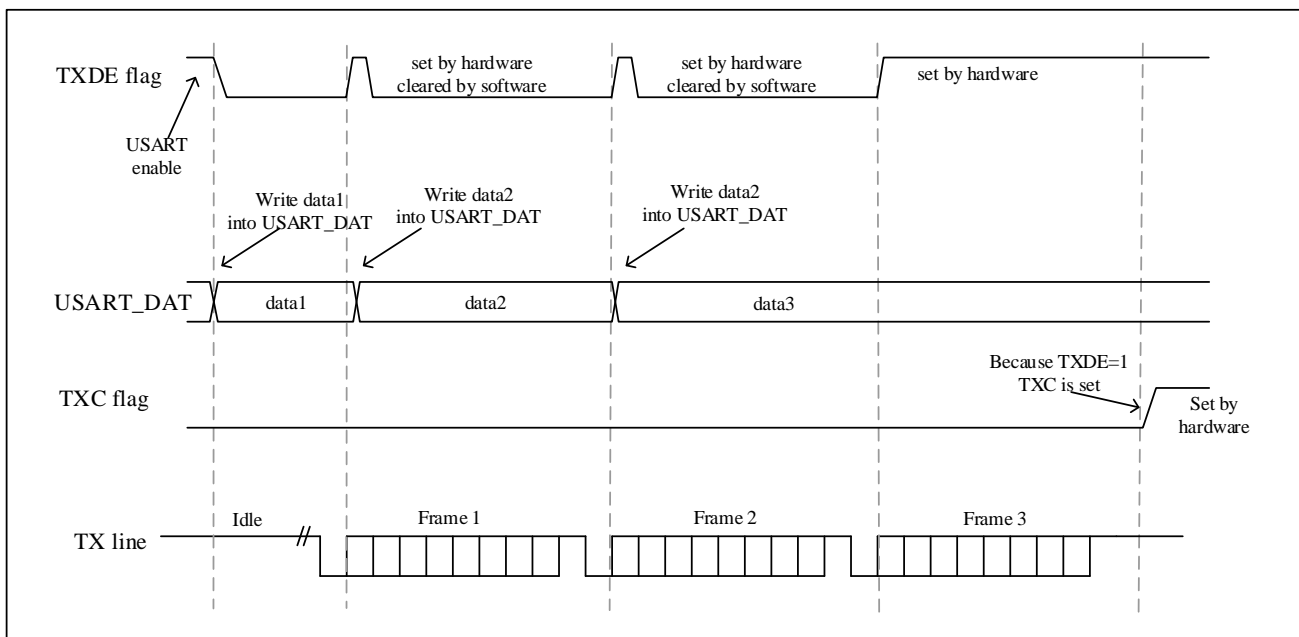 TXDE flag
USART
enable
set by hardware
cleared by software
set by hardware
cleared by software
set by hardware
Write data1
into USART_DAT
Write data2
into USART_DAT
Write data2
into USART_DAT
USART_DAT
data1
data2
data3
TXC flag
Because TXDE=1
TXC is set
Set by
hardware
TX line
Idle
Frame 1
Frame 2
Frame 3